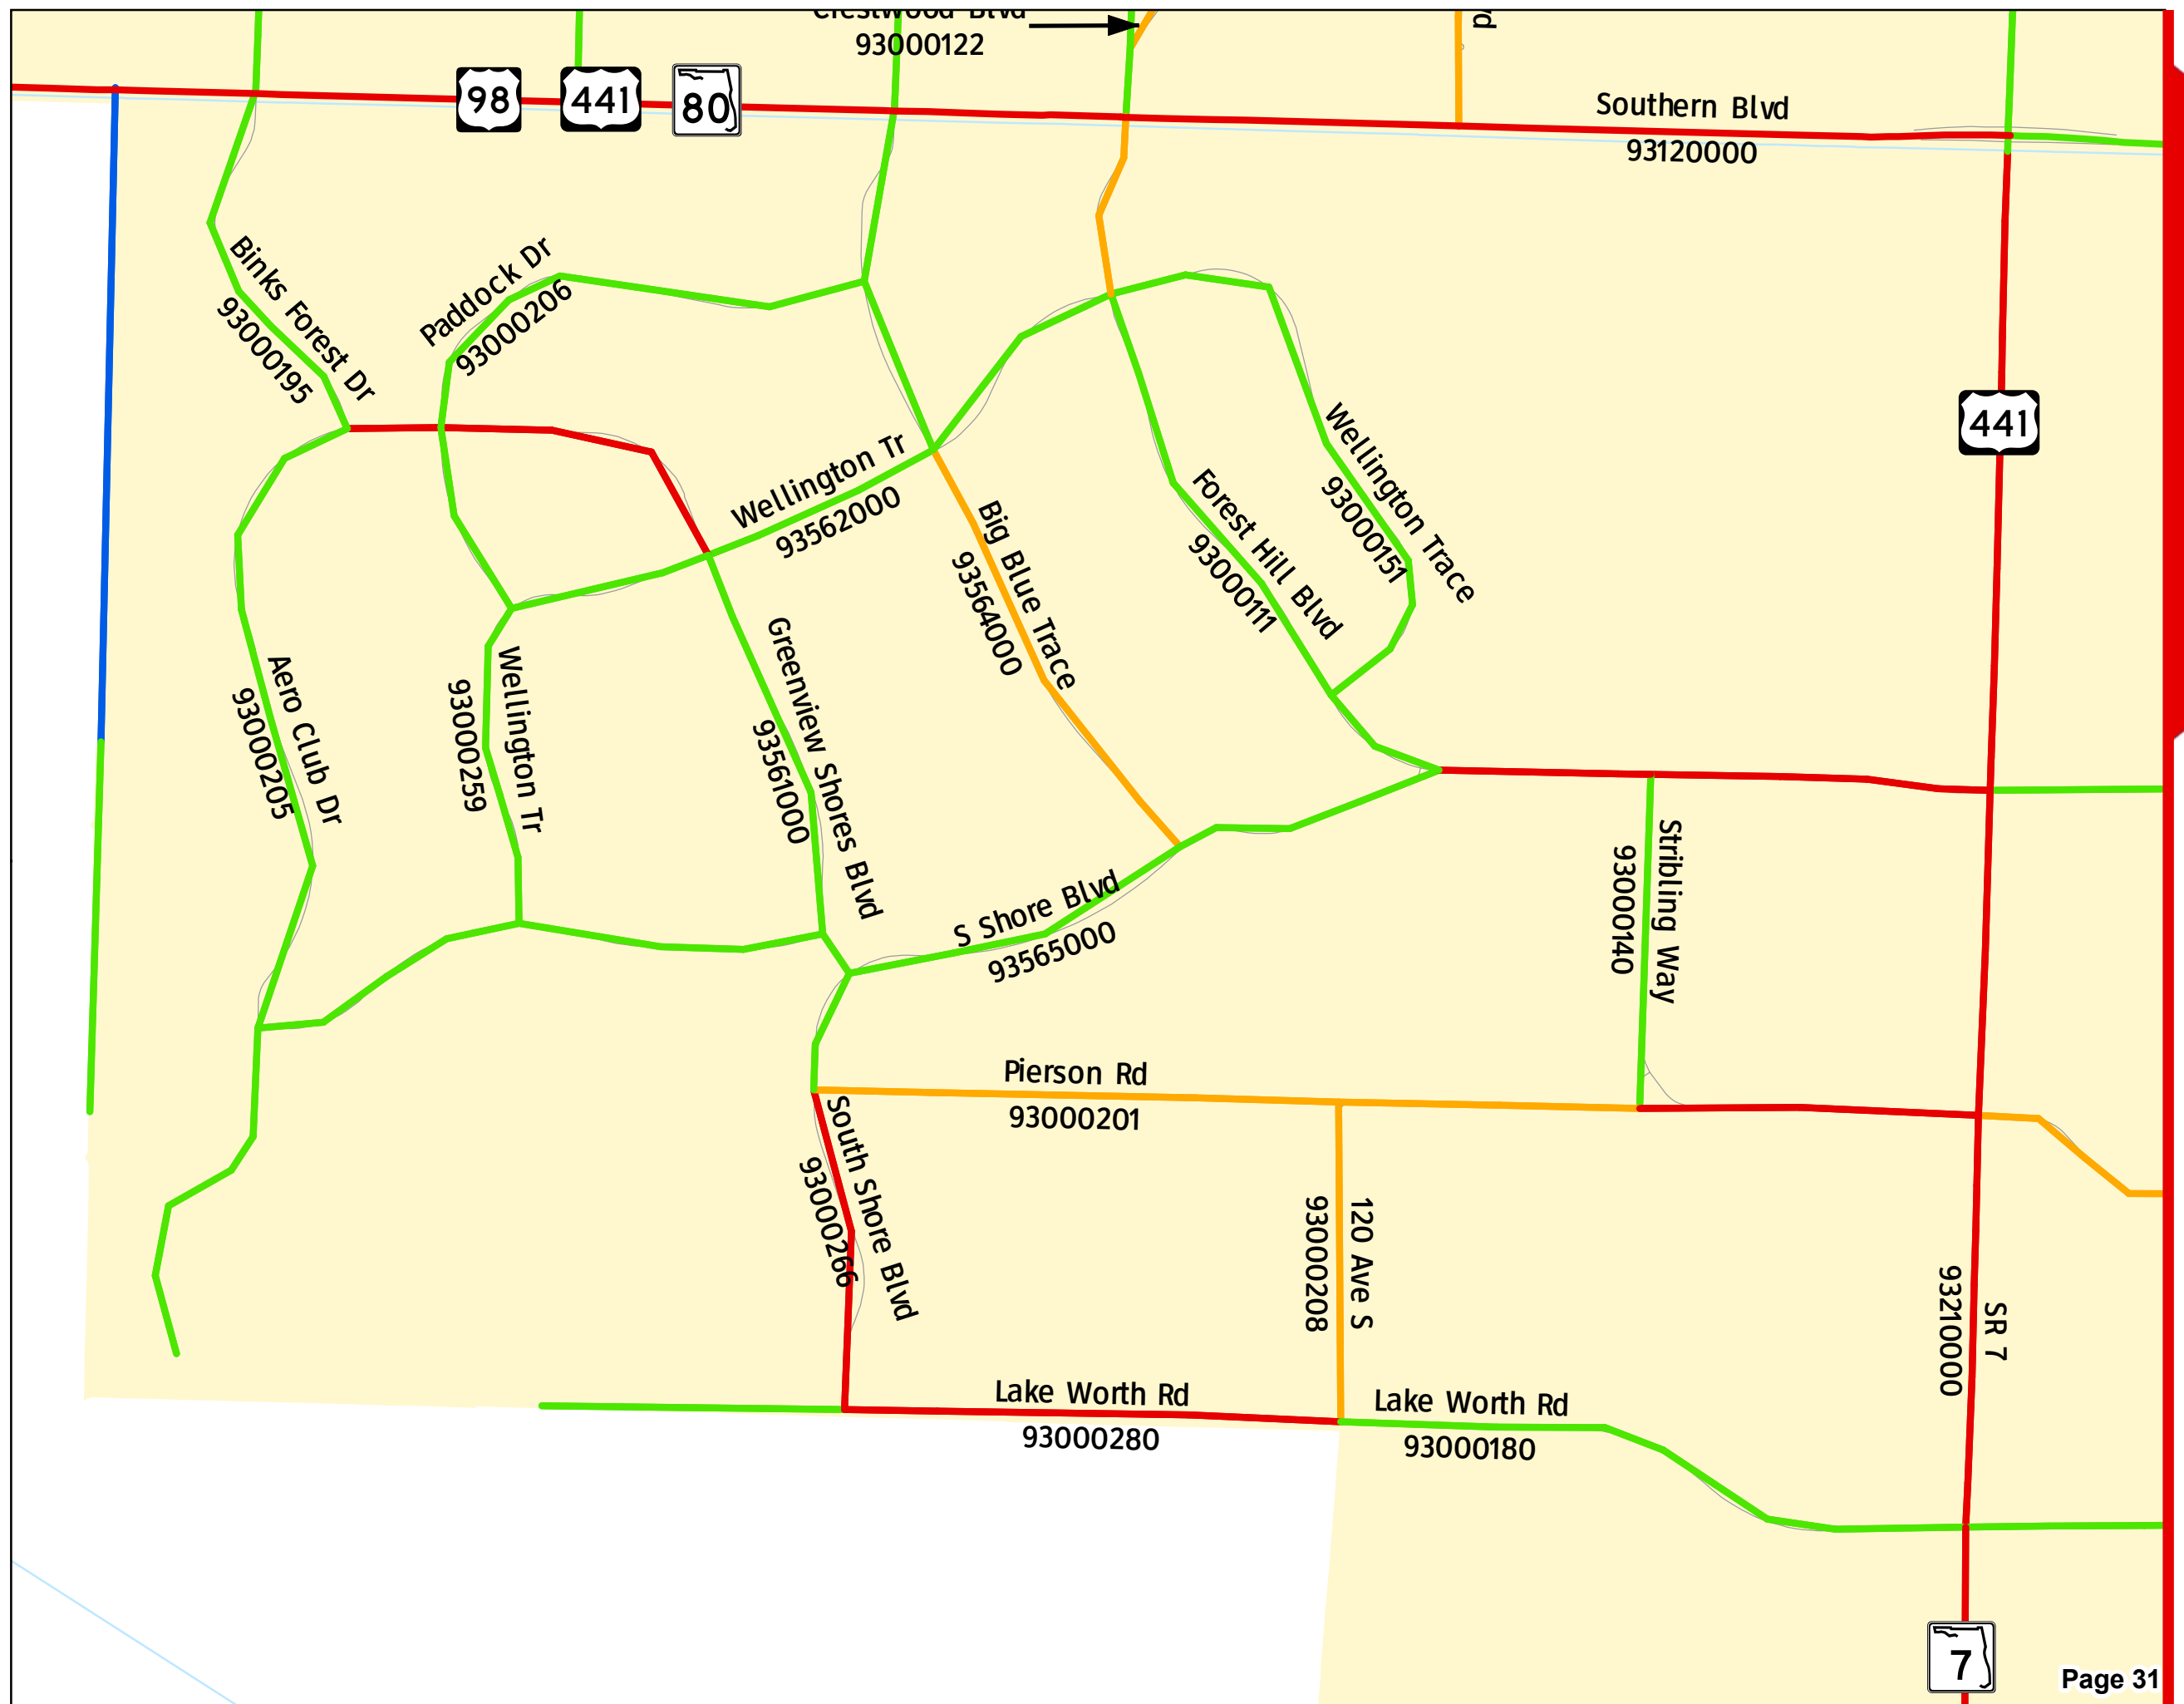 Crestwood Blvd
93000122
98
441
80
Southern Blvd
93120000
Binks Forest Dr
93000195
Paddock Dr
93000206
441
Wellington Tr
93562000
Big Blue Trace
93564000
Forest Hill Blvd
93000111
Wellington Trace
93000151
Aero Club Dr
93000205
Wellington Tr
93000259
Greenview Shores Blvd
93561000
S Shore Blvd
93565000
Stribling Way
93000140
Pierson Rd
93000201
South Shore Blvd
93000266
120 Ave S
93000208
SR 7
93210000
Lake Worth Rd
93000280
Lake Worth Rd
93000180
7
Page 31